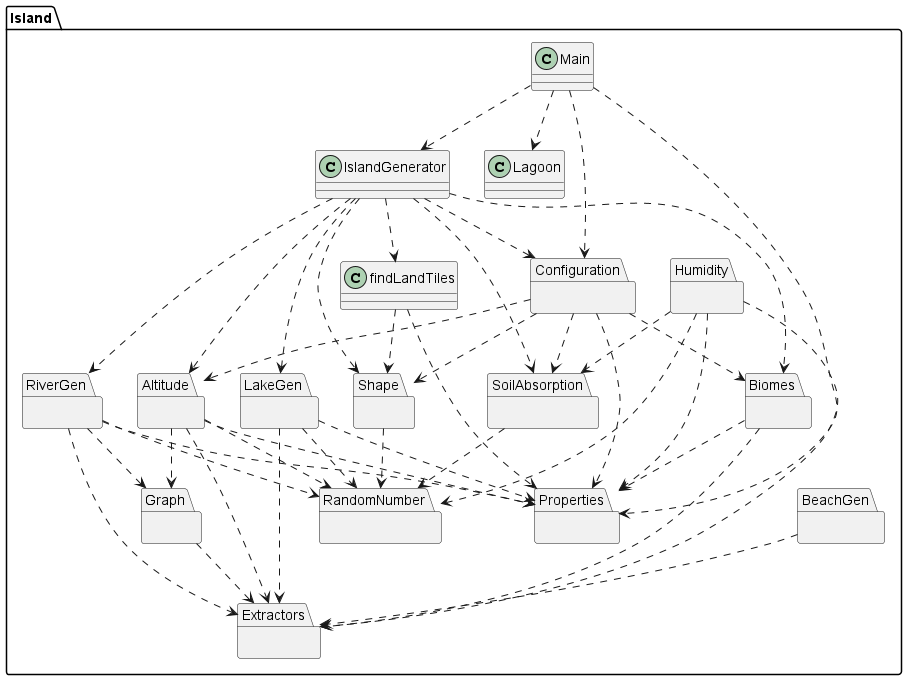 Island
C Main
C IslandGenerator
C Lagoon
C findLandTiles
Configuration
Humidity
RiverGen
Altitude
LakeGen
Shape
SoilAbsorption
Biomes
Graph
RandomNumber
Properties
BeachGen
Extractors